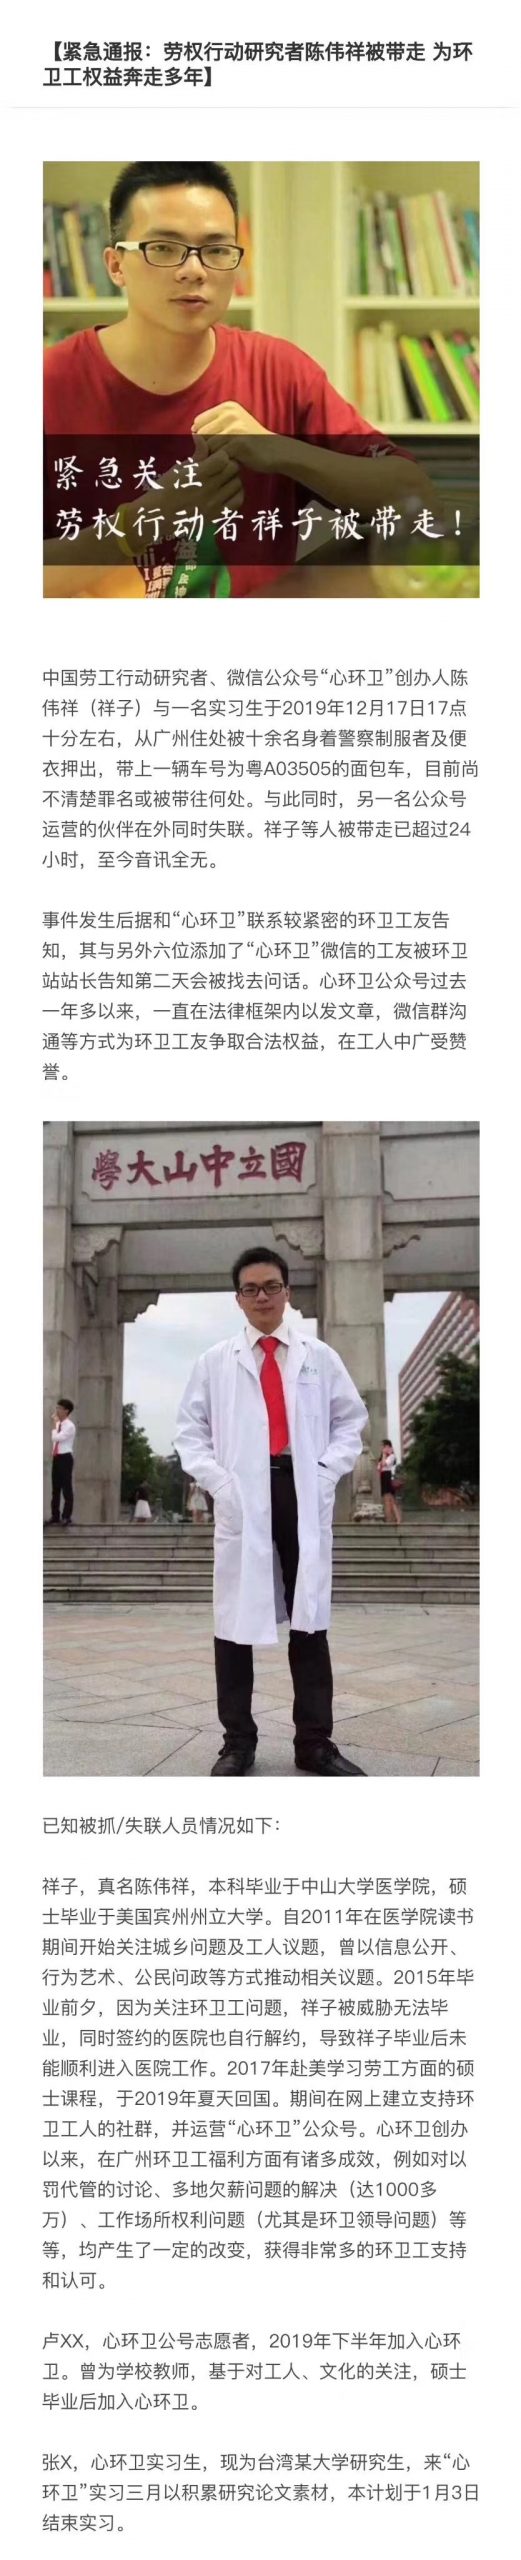 【紧急通报：劳权行动研究者陈伟祥被带走 为环
卫工权益奔走多年】
紧急关注
劳权行动者祥子被带走！
中国劳工行动研究者、微信公众号“心环卫”创办人陈
伟祥（祥子）与一名实习生于2019年12月17日17点
十分左右，从广州住处被十余名身着警察制服者及便
衣押出，带上一辆车号为粤A03505的面包车，目前尚
不清楚罪名或被带往何处。与此同时，另一名公众号
运营的伙伴在外同时失联。祥子等人被带走已超过24
小时，至今音讯全无。
事件发生后据和“心环卫”联系较紧密的环卫工友告
知，其与另外六位添加了“心环卫”微信的工友被环卫
站站长告知第二天会被找去问话。心环卫公众号过去
一年多以来，一直在法律框架内以发文章，微信群沟
通等方式为环卫工友争取合法权益，在工人中广受赞
誉。
學大山中立國
已知被抓/失联人员情况如下：
祥子，真名陈伟祥，本科毕业于中山大学医学院，硕
士毕业于美国宾州州立大学。自2011年在医学院读书
期间开始关注城乡问题及工人议题，曾以信息公开、
行为艺术、公民问政等方式推动相关议题。2015年毕
业前夕，因为关注环卫工问题，祥子被威胁无法毕
业，同时签约的医院也自行解约，导致祥子毕业后未
能顺利进入医院工作。2017年赴美学习劳工方面的硕
士课程，于2019年夏天回国。期间在网上建立支持环
卫工人的社群，并运营“心环卫”公众号。心环卫创办
以来，在广州环卫工福利方面有诸多成效，例如对以
罚代管的讨论、多地欠薪问题的解决（达1000多
万）、工作场所权利问题（尤其是环卫领导问题）等
等，均产生了一定的改变，获得非常多的环卫工支持
和认可。
卢XX，心环卫公号志愿者，2019年下半年加入心环
卫。曾为学校教师，基于对工人、文化的关注，硕士
毕业后加入心环卫。
张X，心环卫实习生，现为台湾某大学研究生，来“心
环卫”实习三月以积累研究论文素材，本计划于1月3日
结束实习。